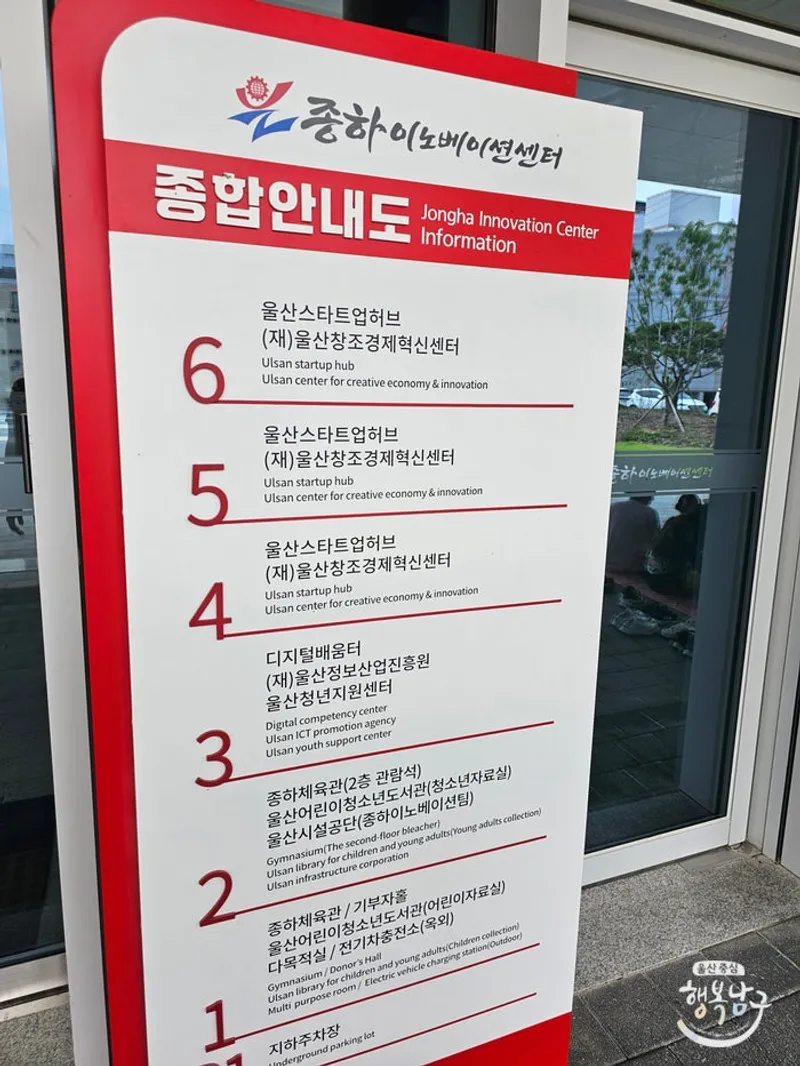 종하이노베이션센터
종합안내도
Jongha Innovation Center
Information
6
울산스타트업허브
(재)울산창조경제혁신센터
Ulsan startup hub
Ulsan center for creative economy & innovation
5
울산스타트업허브
(재)울산창조경제혁신센터
Ulsan startup hub
Ulsan center for creative economy & innovation
4
울산스타트업허브
(재)울산창조경제혁신센터
Ulsan startup hub
Ulsan center for creative economy & innovation
3
디지털배움터
(재)울산정보산업진흥원
울산청년지원센터
Digital competency center
Ulsan ICT promotion agency
Ulsan youth support center
2
종하체육관(2층 관람석)
울산어린이청소년도서관(청소년자료실)
울산시설공단(종하이노베이션팀)
Gymnasium(The second-floor bleacher)
Ulsan library for children and young adults(Young adults collection)
Ulsan infrastructure corporation
1
종하체육관 / 기부자홀
울산어린이청소년도서관(어린이자료실)
다목적실 / 전기차충전소(옥외)
Gymnasium / Donor's Hall
Ulsan library for children and young adults(Children collection)
Multi purpose room / Electric vehicle charging station(Outdoor)
지하주차장
Underground parking lot
종하이노베이션센터
울산 중심
행복남구